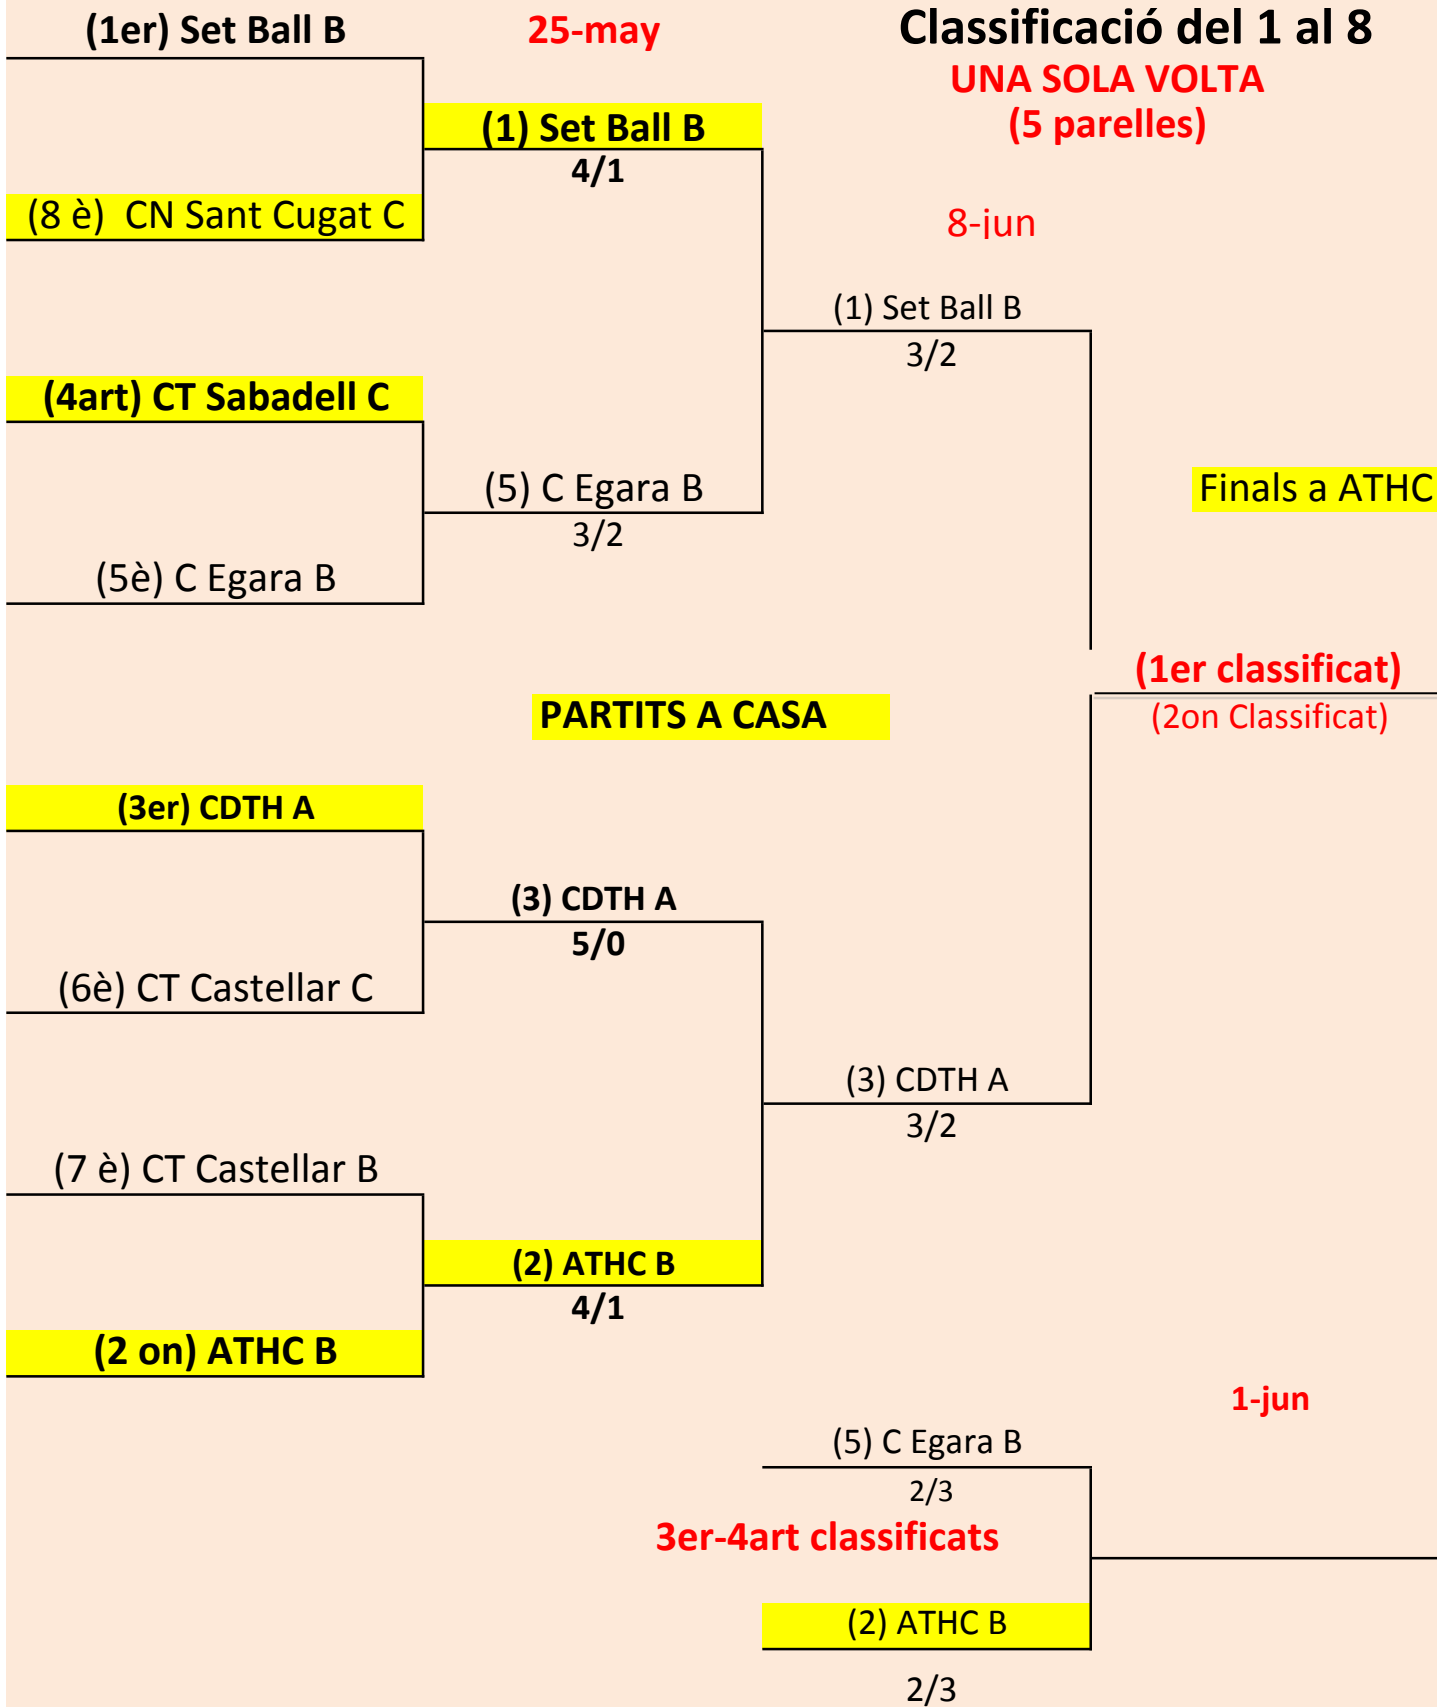 (1er) Set Ball B
25-may
Classificació del 1 al 8
UNA SOLA VOLTA
(5 parelles)
(1) Set Ball B
4/1
(8 è)  CN Sant Cugat C
8-jun
(1) Set Ball B
3/2
(4art) CT Sabadell C
(5) C Egara B
3/2
Finals a ATHC
(5è) C Egara B
(1er classificat)
(2on Classificat)
PARTITS A CASA
(3er) CDTH A
(3) CDTH A
5/0
(6è) CT Castellar C
(3) CDTH A
3/2
(7 è) CT Castellar B
(2) ATHC B
4/1
(2 on) ATHC B
1-jun
(5) C Egara B
2/3
3er-4art classificats
(2) ATHC B
2/3